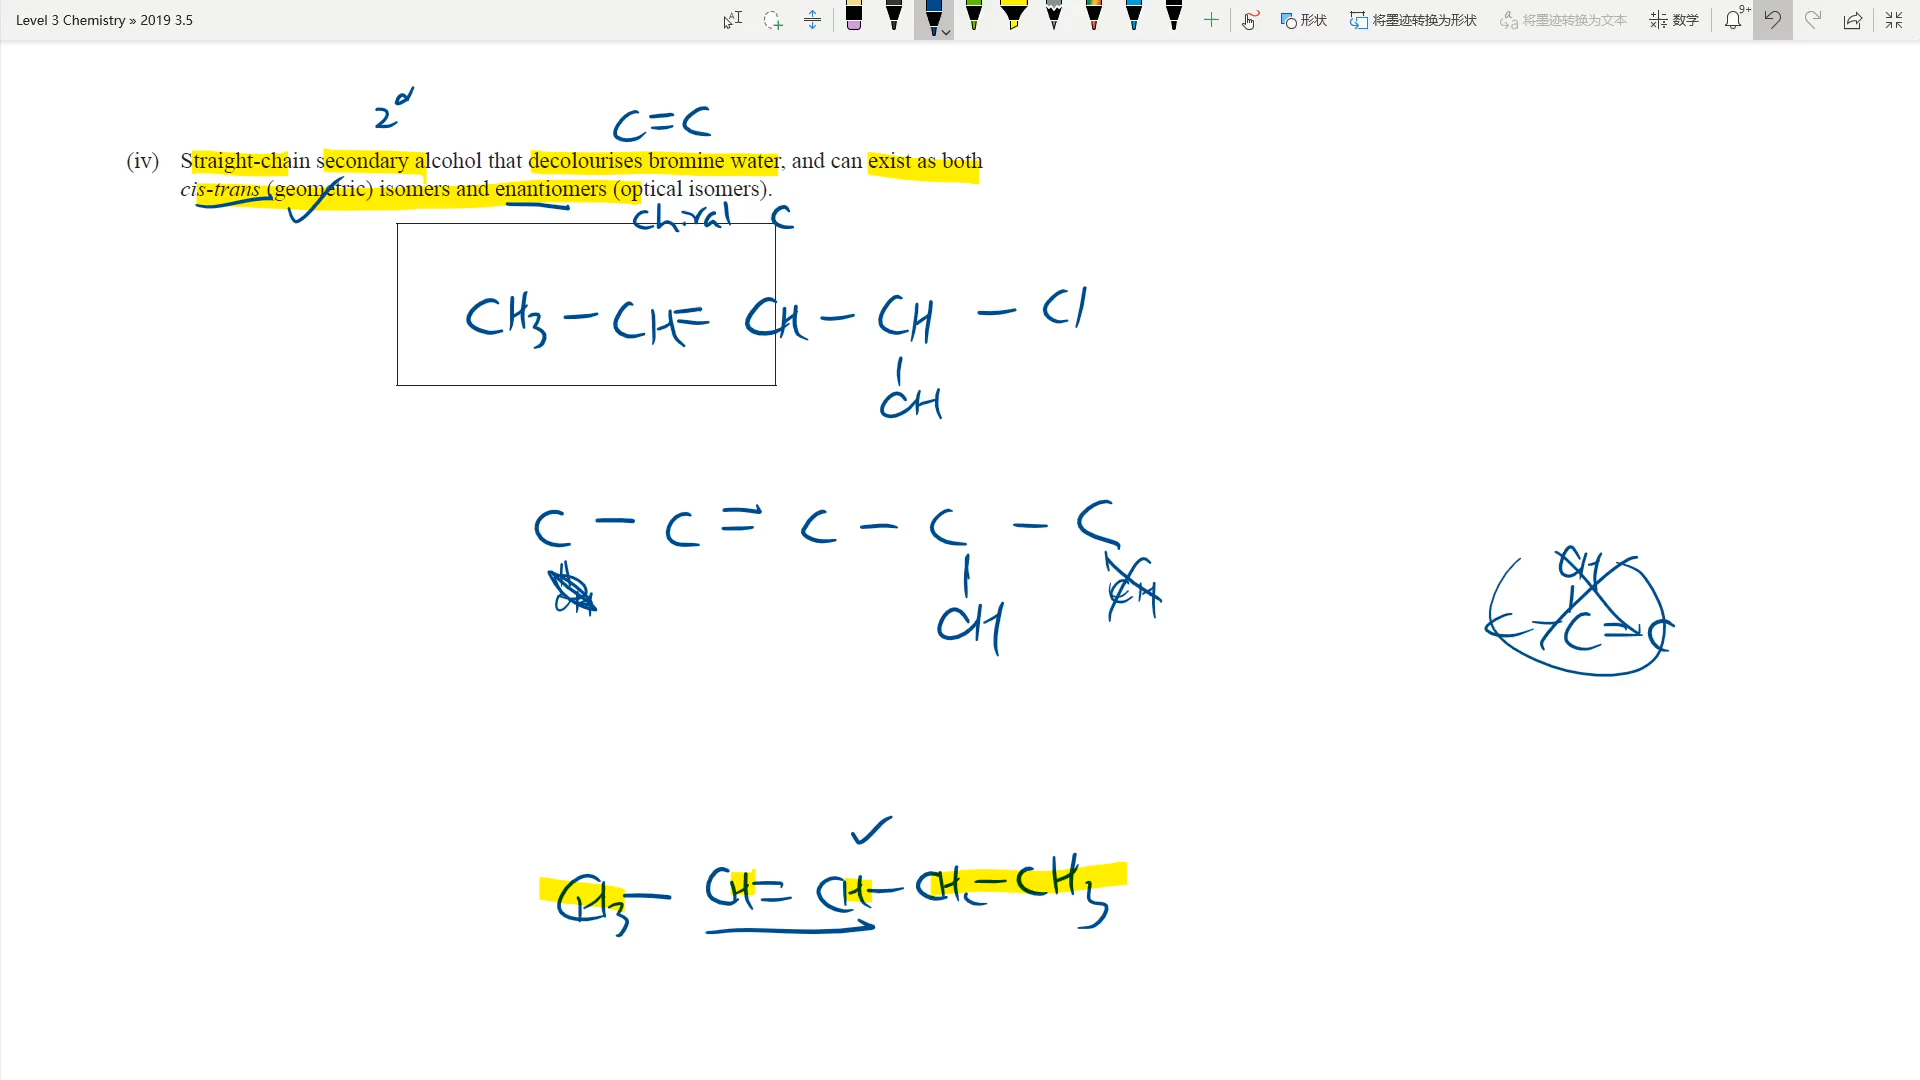 Level 3 Chemistry » 2019 3.5
形状
将墨迹转换为形状
将墨迹转换为文本
数学
9+
2°
C=C
(iv) Straight-chain secondary alcohol that decolourises bromine water, and can exist as both
cis-trans (geometric) isomers and enantiomers (optical isomers).
chiral C
CH3 — CH = CH — CH — Cl
OH
C — C = C — C — C
OH
OH
C — C = C
CH3 — CH = CH — CH2 — CH3